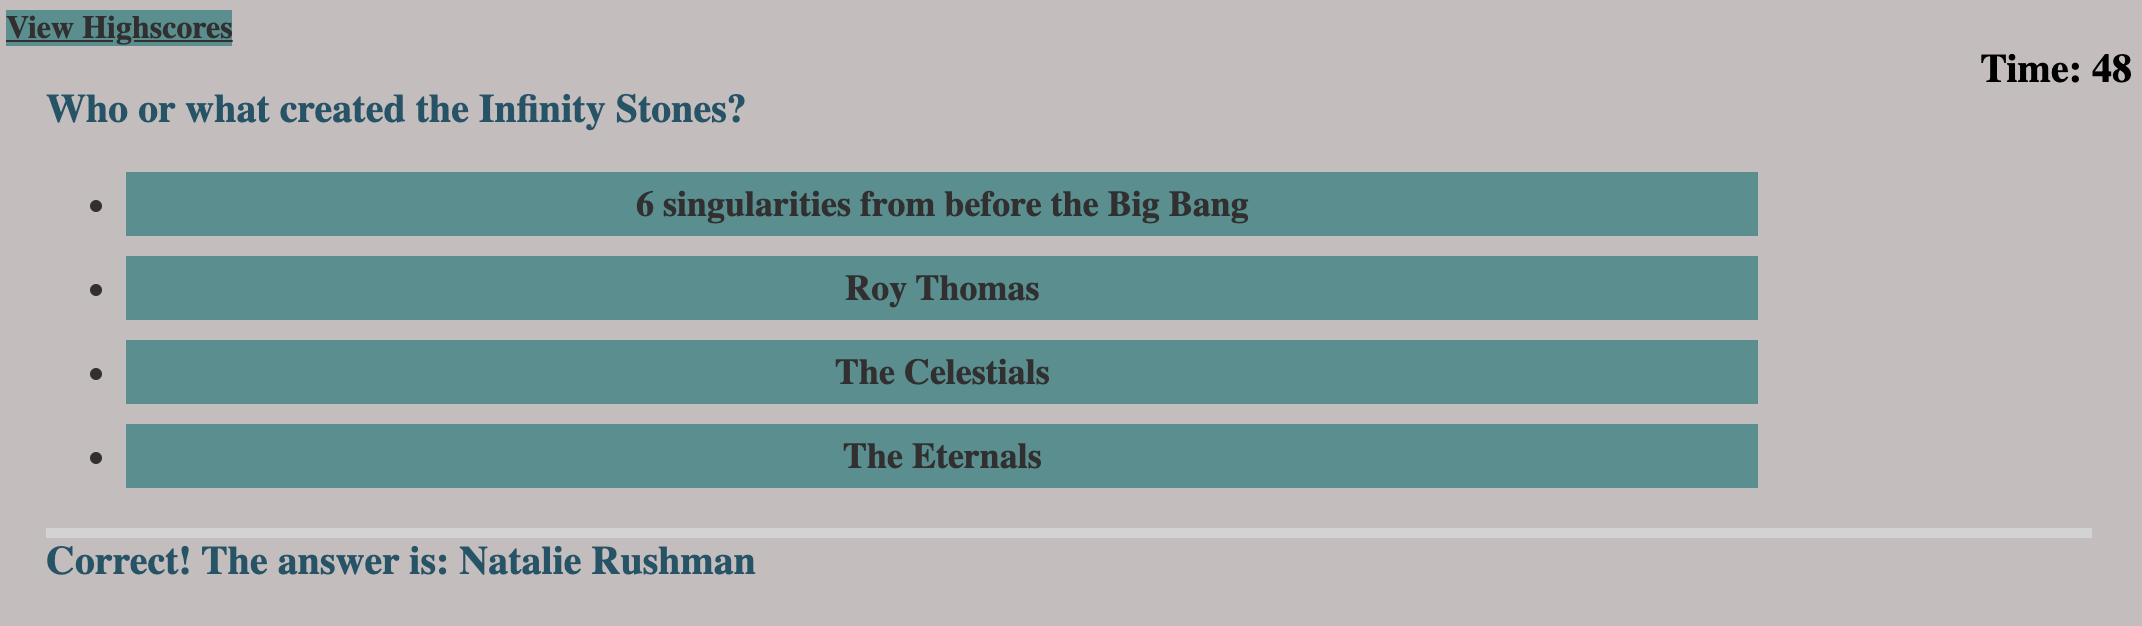 View Highscores
Time: 48
Who or what created the Infinity Stones?
6 singularities from before the Big Bang
Roy Thomas
The Celestials
The Eternals
Correct! The answer is: Natalie Rushman